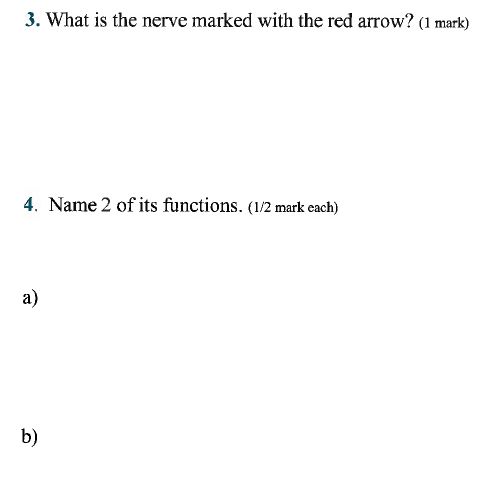 3. What is the nerve marked with the red arrow? (1 mark)
4. Name 2 of its functions. (1/2 mark each)
a)
b)